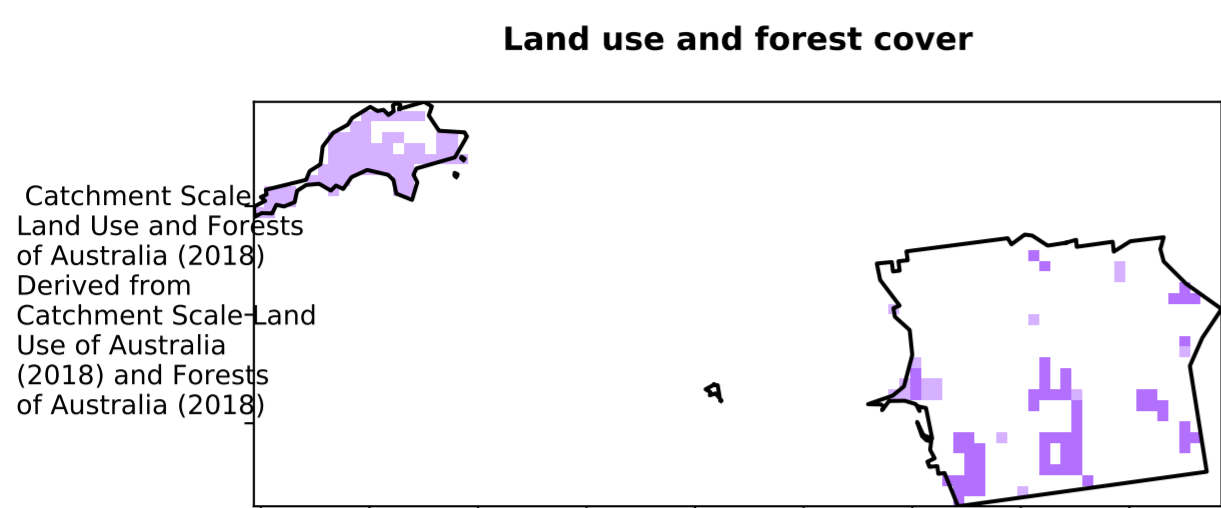 Land use and forest cover
Catchment Scale
Land Use and Forests
of Australia (2018)
Derived from
Catchment Scale Land
Use of Australia
(2018) and Forests
of Australia (2018)